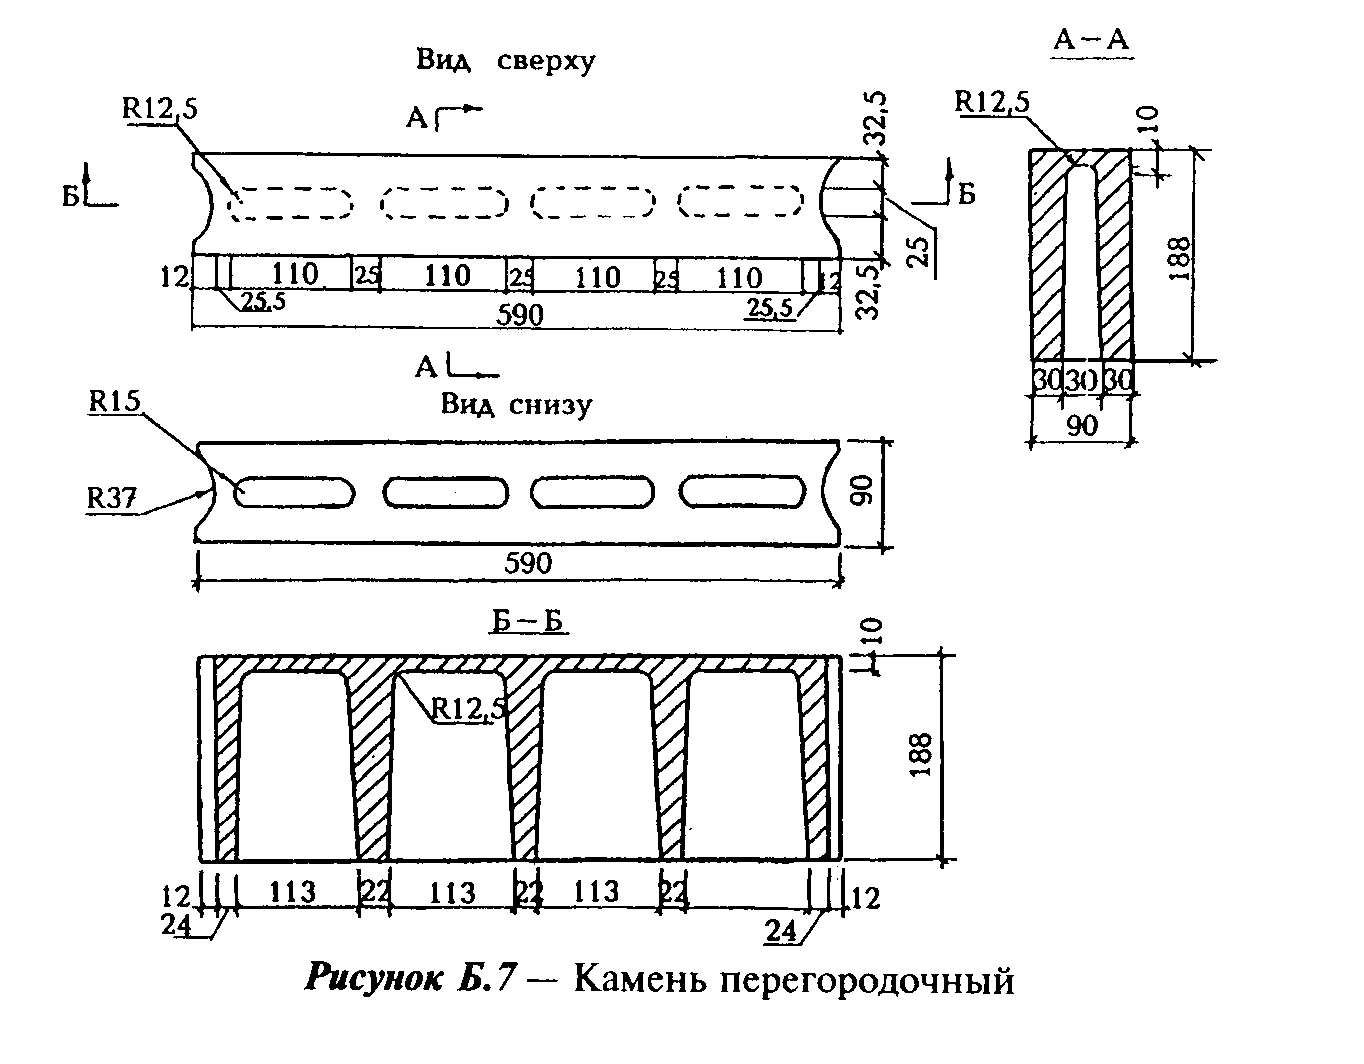 Вид сверху
А – А
R12,5
А
32,5
R12,5
10
Б
Б
25
188
12
110
25
110
25
110
25
110
12
32,5
25,5
25,5
590
30
30
30
90
А
Вид снизу
R15
R37
90
590
Б – Б
10
R12,5
188
12
113
22
113
22
113
22
12
24
24
Рисунок Б.7 — Камень перегородочный